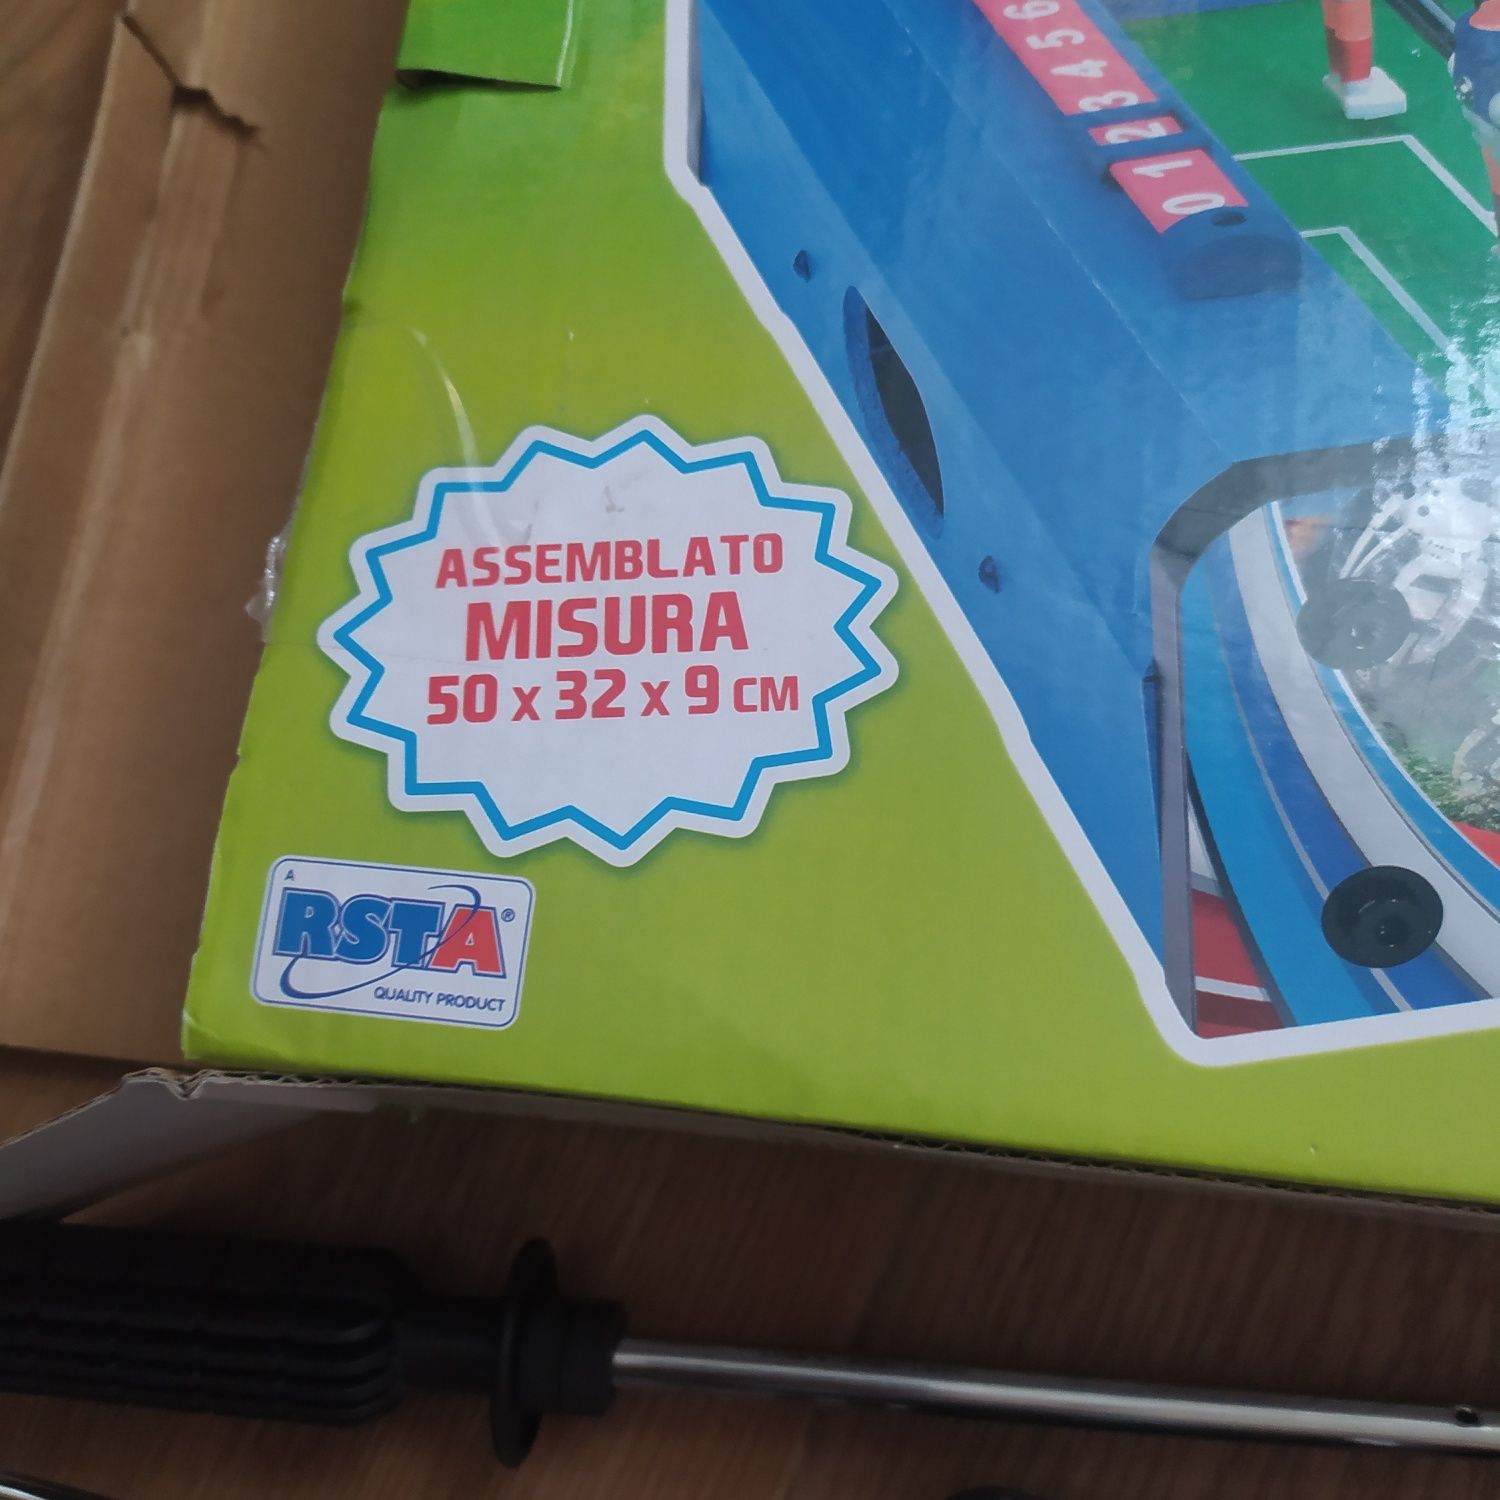 6
5
4
3
2
1
0
ASSEMBLATO
MISURA
50 x 32 x 9 CM
A
RSTA®
QUALITY PRODUCT